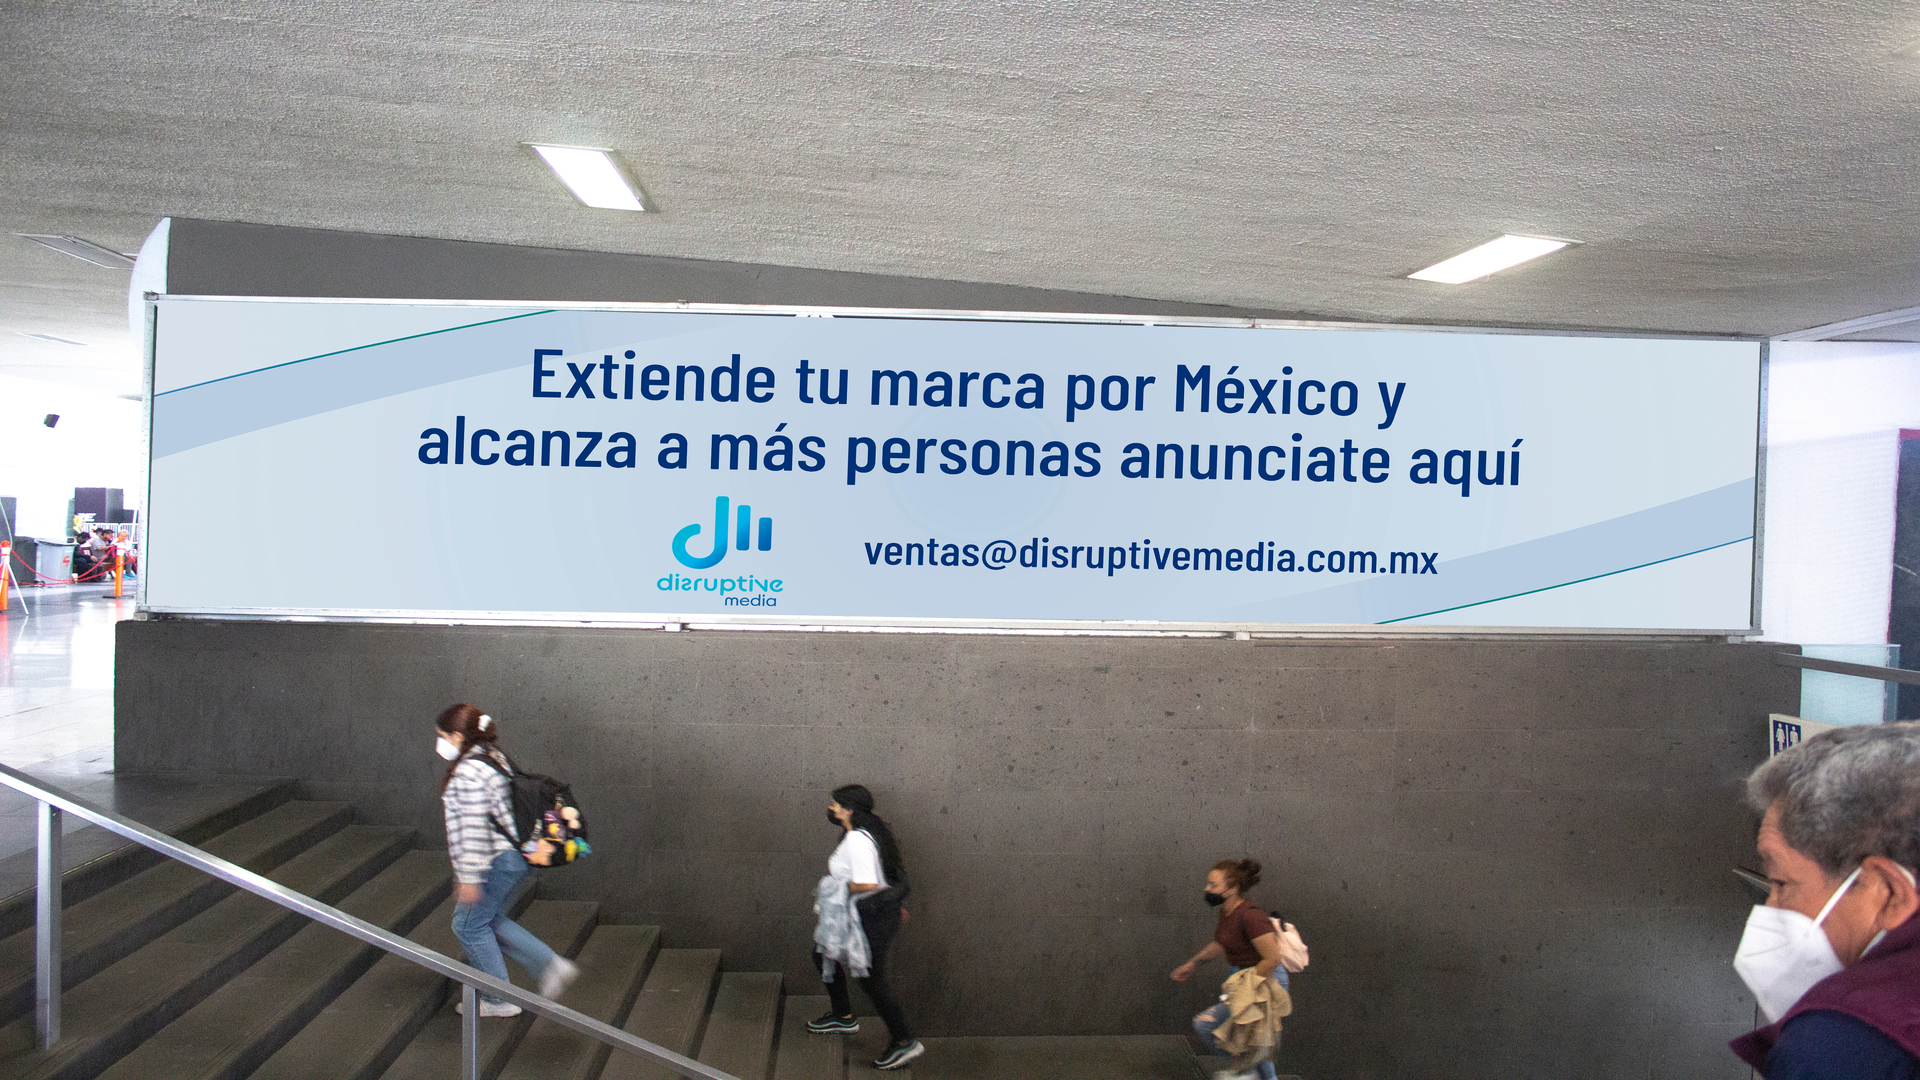 Extiende tu marca por México y
alcanza a más personas anunciate aquí
disruptive
media
ventas@disruptivemedia.com.mx